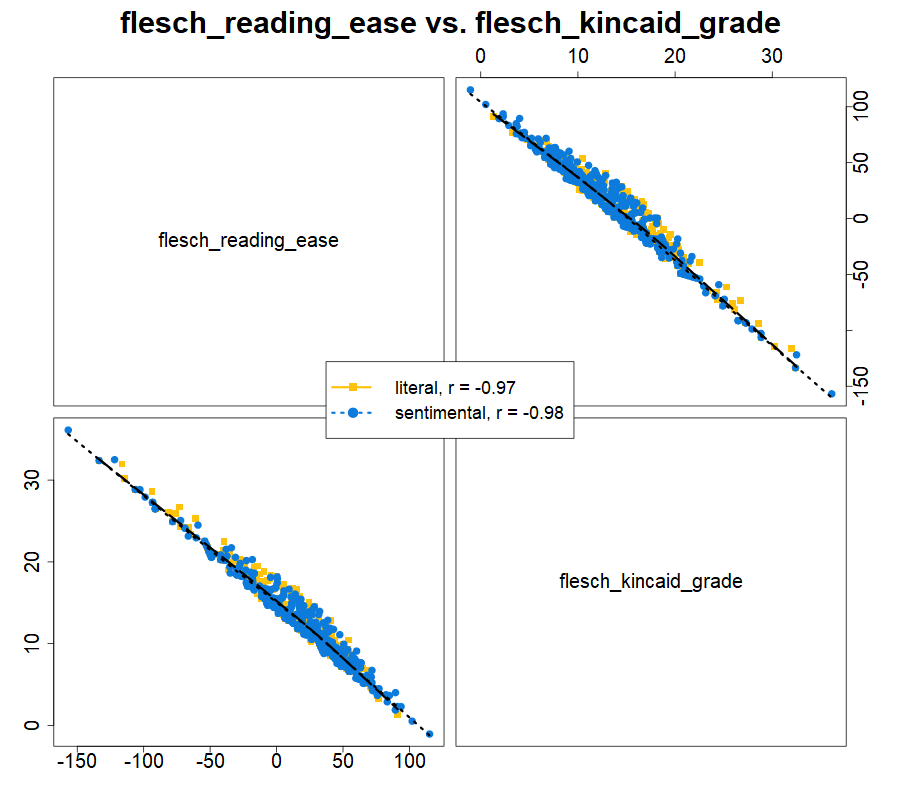 flesch_reading_ease vs. flesch_kincaid_grade
0 10 20 30
flesch_reading_ease
100
50
0
-50
-150
literal, r = -0.97
sentimental, r = -0.98
30
20
10
0
flesch_kincaid_grade
-150 -100 -50 0 50 100